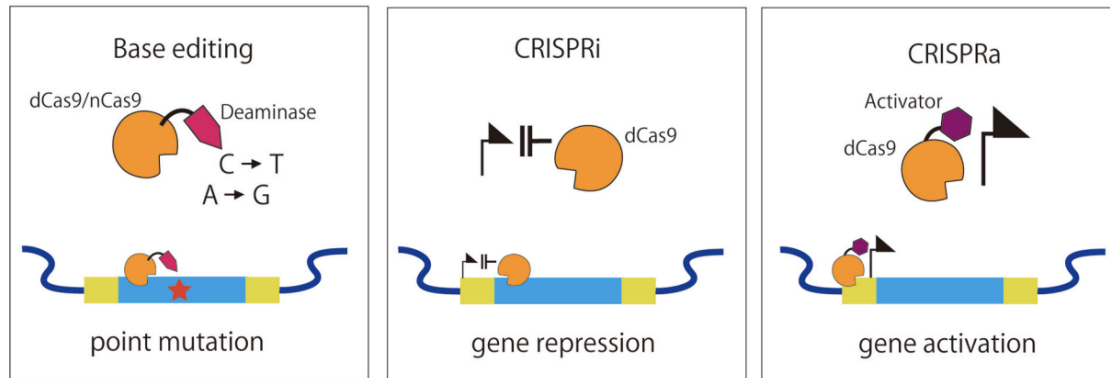 Base editing
dCas9/nCas9
Deaminase
C → T
A → G
point mutation
CRISPRi
dCas9
gene repression
CRISPRa
Activator
dCas9
gene activation